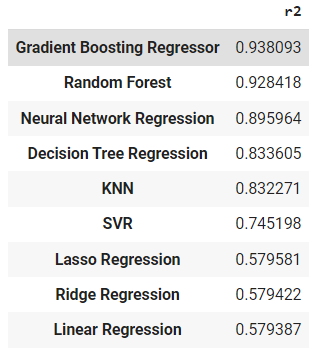 r2
Gradient Boosting Regressor 0.938093
Random Forest 0.928418
Neural Network Regression 0.895964
Decision Tree Regression 0.833605
KNN 0.832271
SVR 0.745198
Lasso Regression 0.579581
Ridge Regression 0.579422
Linear Regression 0.579387